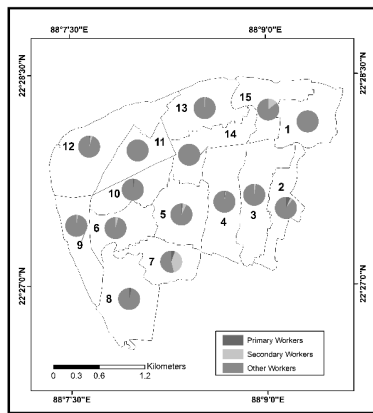 88°7'30"E
88°9'0"E
22°28'30"N
22°28'30"N
15
13
1
14
11
12
10
2
5
3
4
6
9
7
8
22°27'0"N
22°27'0"N
Primary Workers
Secondary Workers
Other Workers
Kilometers
0 0.3 0.6 1.2
88°7'30"E
88°9'0"E